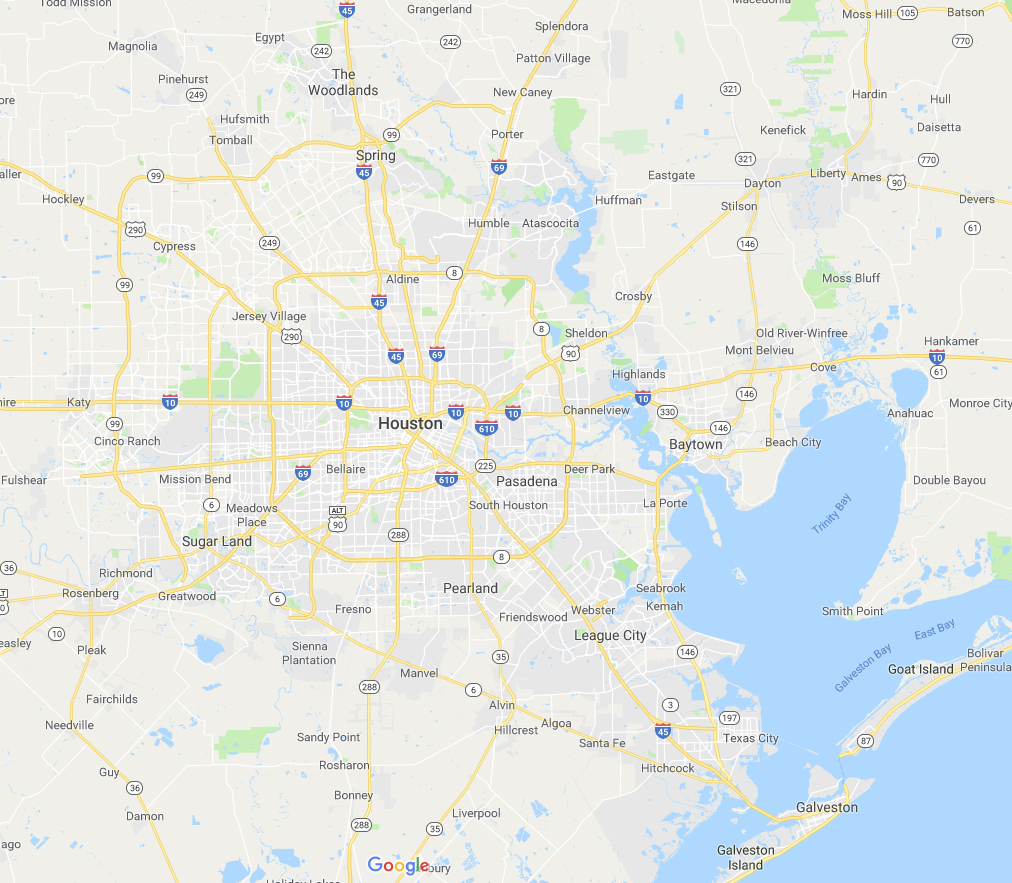 Todd Mission
45
Grangerland
Macedonia
Moss Hill
105
Batson
Splendora
Egypt
242
242
770
Magnolia
Patton Village
The
Woodlands
Pinehurst
249
New Caney
321
Hardin
Hull
Hufsmith
99
Porter
Kenefick
Daisetta
Tomball
Spring
45
69
321
770
99
Eastgate
Dayton
Liberty
Ames
90
Hockley
Huffman
Stilson
Devers
290
Humble
Atascocita
61
Cypress
249
146
99
Aldine
8
Moss Bluff
45
Crosby
Jersey Village
290
8
Sheldon
Old River-Winfree
45
69
90
Mont Belvieu
Hankamer
10
Highlands
Cove
61
Katy
10
10
10
146
Monroe City
Houston
10
10
Channelview
330
Anahuac
99
610
146
Cinco Ranch
Baytown
Beach City
Fulshear
Mission Bend
69
Bellaire
610
225
Deer Park
Double Bayou
Pasadena
6
Meadows
Place
ALT
90
South Houston
La Porte
Trinity Bay
288
Sugar Land
8
36
Richmond
Rosenberg
Greatwood
6
Pearland
Seabrook
Kemah
Fresno
Friendswood
Webster
Smith Point
10
League City
East Bay
Pleak
Sienna
Plantation
35
146
Galveston Bay
Bolivar
Peninsula
Goat Island
Manvel
288
6
Fairchilds
Alvin
3
197
Needville
Hillcrest
Algoa
45
Texas City
Sandy Point
Santa Fe
87
Rosharon
Hitchcock
Guy
36
Bonney
Damon
Liverpool
Galveston
288
35
Galveston
Island
Google
Holiday Lakes